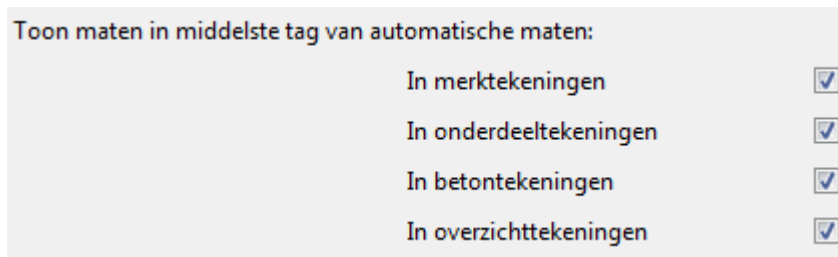 Toon maten in middelste tag van automatische maten:
In merktekeningen
In onderdeeltekeningen
In betontekeningen
In overzichttekeningen